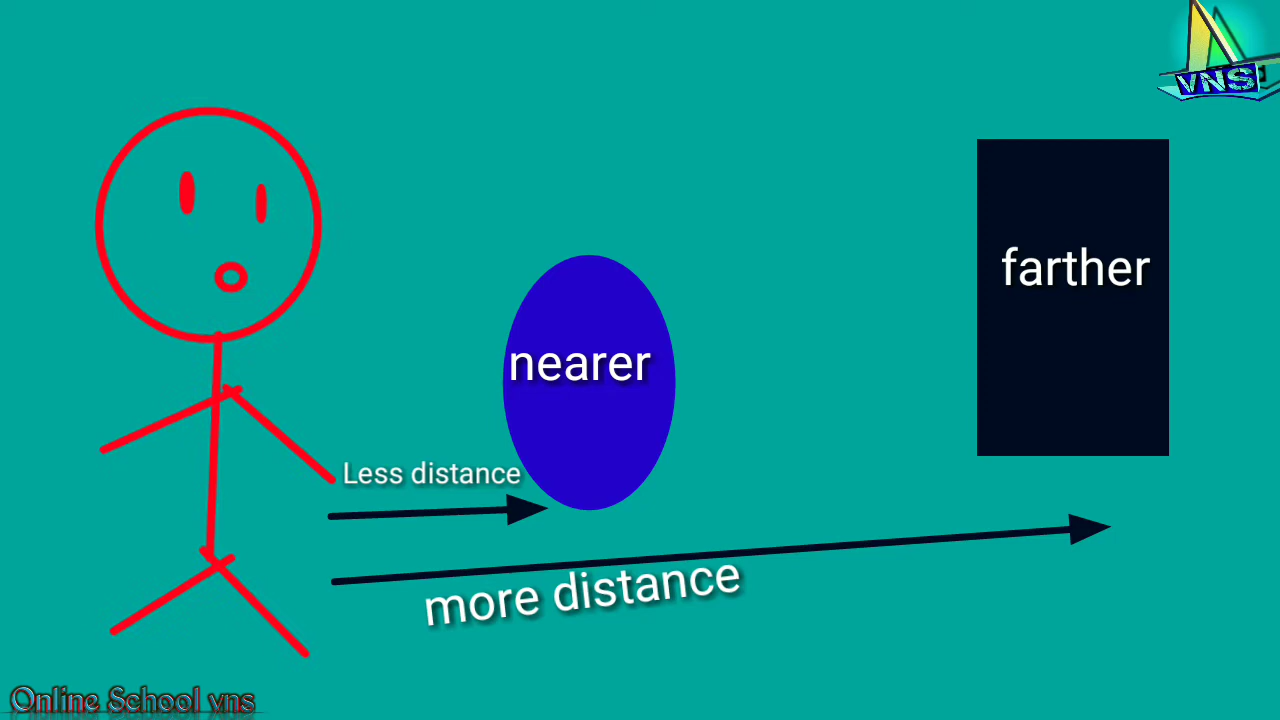 VNS
farther
nearer
Less distance
more distance
Online School vns